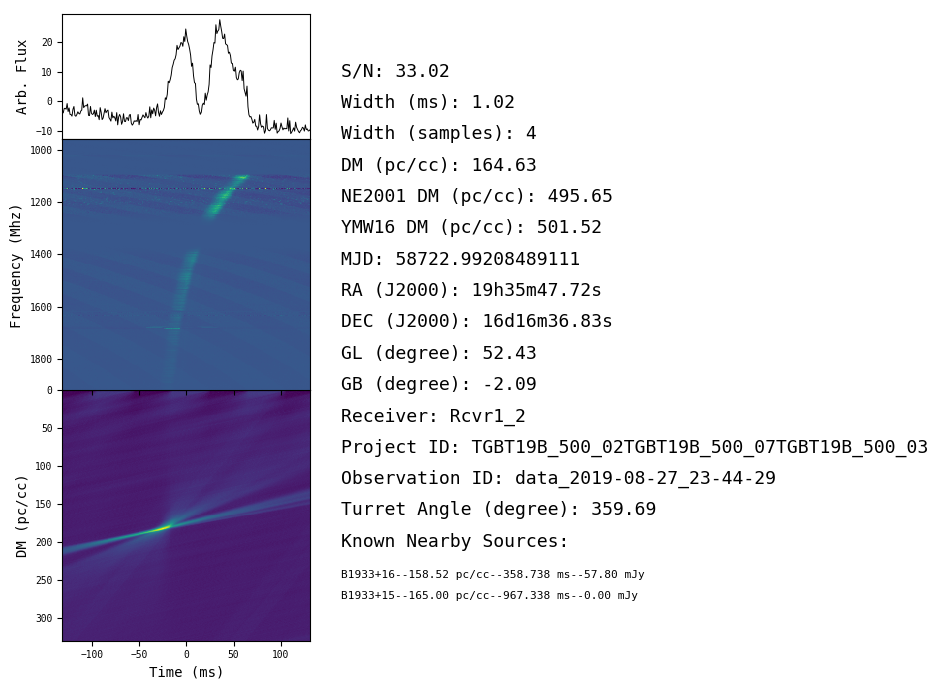 Arb. Flux
20
10
0
−10
Frequency (Mhz)
1000
1200
1400
1600
1800
DM (pc/cc)
0
50
100
150
200
250
300
−100
−50
0
50
100
Time (ms)
S/N: 33.02
Width (ms): 1.02
Width (samples): 4
DM (pc/cc): 164.63
NE2001 DM (pc/cc): 495.65
YMW16 DM (pc/cc): 501.52
MJD: 58722.99208489111
RA (J2000): 19h35m47.72s
DEC (J2000): 16d16m36.83s
GL (degree): 52.43
GB (degree): -2.09
Receiver: Rcvr1_2
Project ID: TGBT19B_500_02TGBT19B_500_07TGBT19B_500_03
Observation ID: data_2019-08-27_23-44-29
Turret Angle (degree): 359.69
Known Nearby Sources:
B1933+16--158.52 pc/cc--358.738 ms--57.80 mJy
B1933+15--165.00 pc/cc--967.338 ms--0.00 mJy